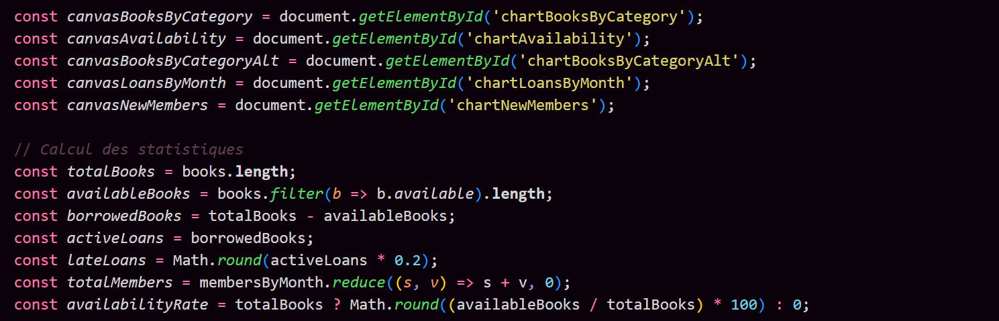 const canvasBooksByCategory = document.getElementById('chartBooksByCategory');
const canvasAvailability = document.getElementById('chartAvailability');
const canvasBooksByCategoryAlt = document.getElementById('chartBooksByCategoryAlt');
const canvasLoansByMonth = document.getElementById('chartLoansByMonth');
const canvasNewMembers = document.getElementById('chartNewMembers');

// Calcul des statistiques
const totalBooks = books.length;
const availableBooks = books.filter(b => b.available).length;
const borrowedBooks = totalBooks - availableBooks;
const activeLoans = borrowedBooks;
const lateLoans = Math.round(activeLoans * 0.2);
const totalMembers = membersByMonth.reduce((s, v) => s + v, 0);
const availabilityRate = totalBooks ? Math.round((availableBooks / totalBooks) * 100) : 0;